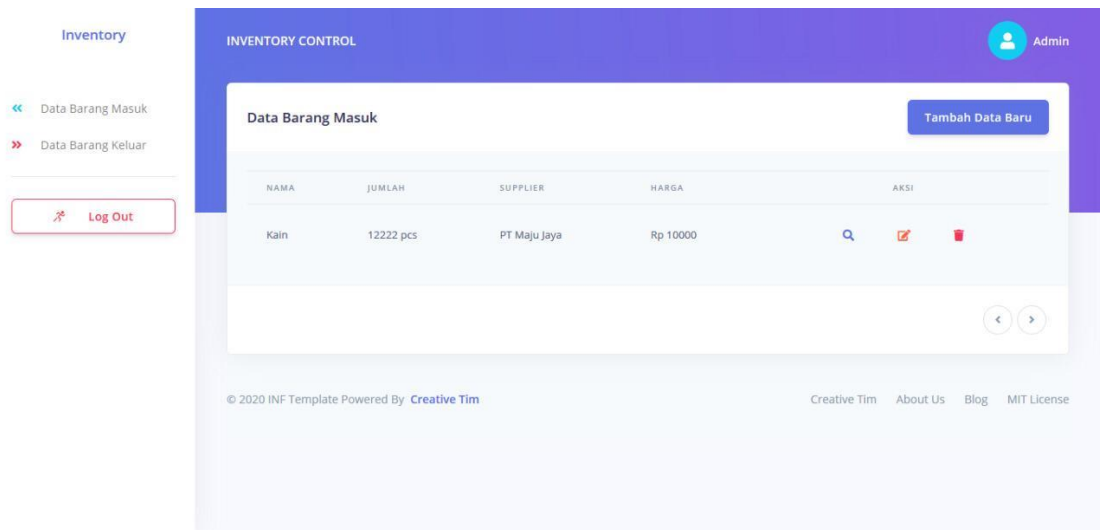 Inventory
Data Barang Masuk
Data Barang Keluar
Log Out
INVENTORY CONTROL
Admin
Data Barang Masuk
Tambah Data Baru
NAMA JUMLAH SUPPLIER HARGA AKSI
Kain 12222 pcs PT Maju Jaya Rp 10000
© 2020 INF Template Powered By Creative Tim
Creative Tim About Us Blog MIT License